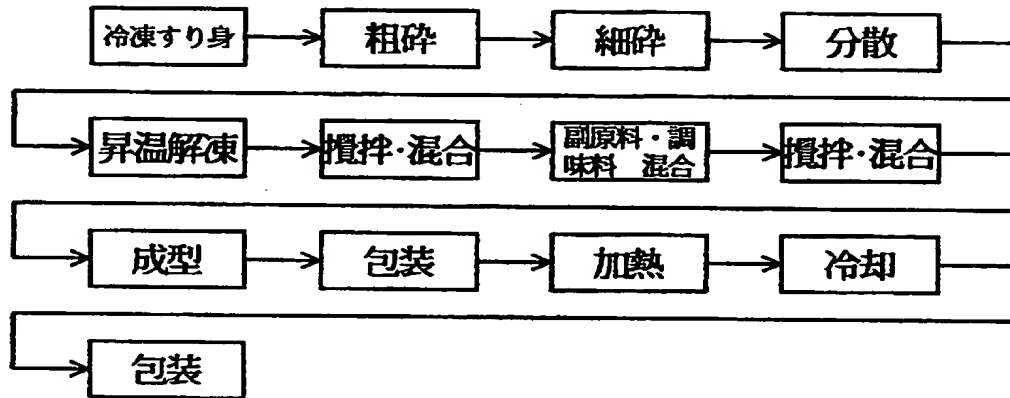 冷凍すり身
粗砕
細砕
分散
昇温解凍
攪拌·混合
副原料・調
味料 混合
攪拌·混合
成型
包装
加熱
冷却
包装